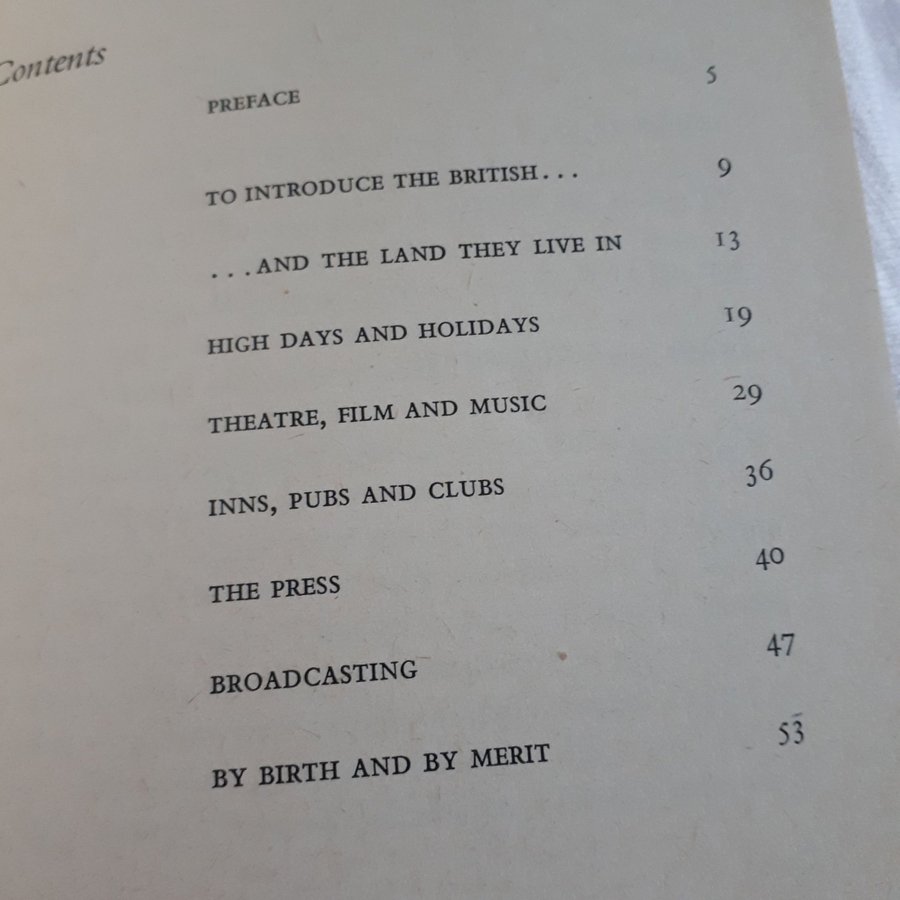 Contents
PREFACE 5
TO INTRODUCE THE BRITISH... 9
...AND THE LAND THEY LIVE IN 13
HIGH DAYS AND HOLIDAYS 19
THEATRE, FILM AND MUSIC 29
INNS, PUBS AND CLUBS 36
THE PRESS 40
BROADCASTING 47
BY BIRTH AND BY MERIT 53